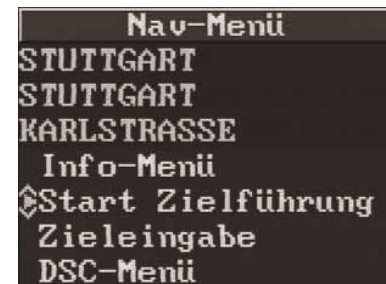 Nav-Menü
STUTTGART
STUTTGART
KARLSTRASSE
Info-Menü
Start Zielführung
Zieleingabe
DSC-Menü